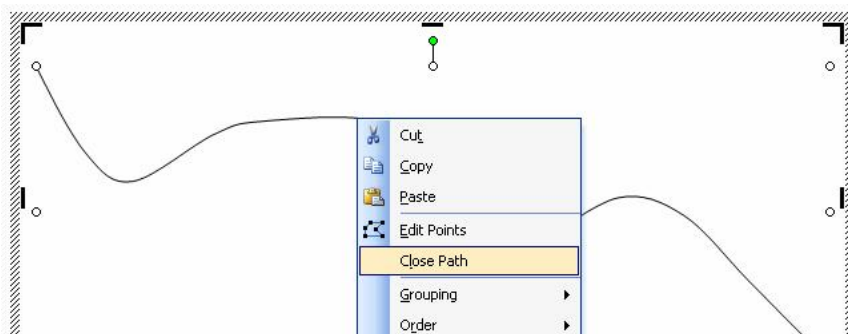 Cut
Copy
Paste
Edit Points
Close Path
Grouping
Order